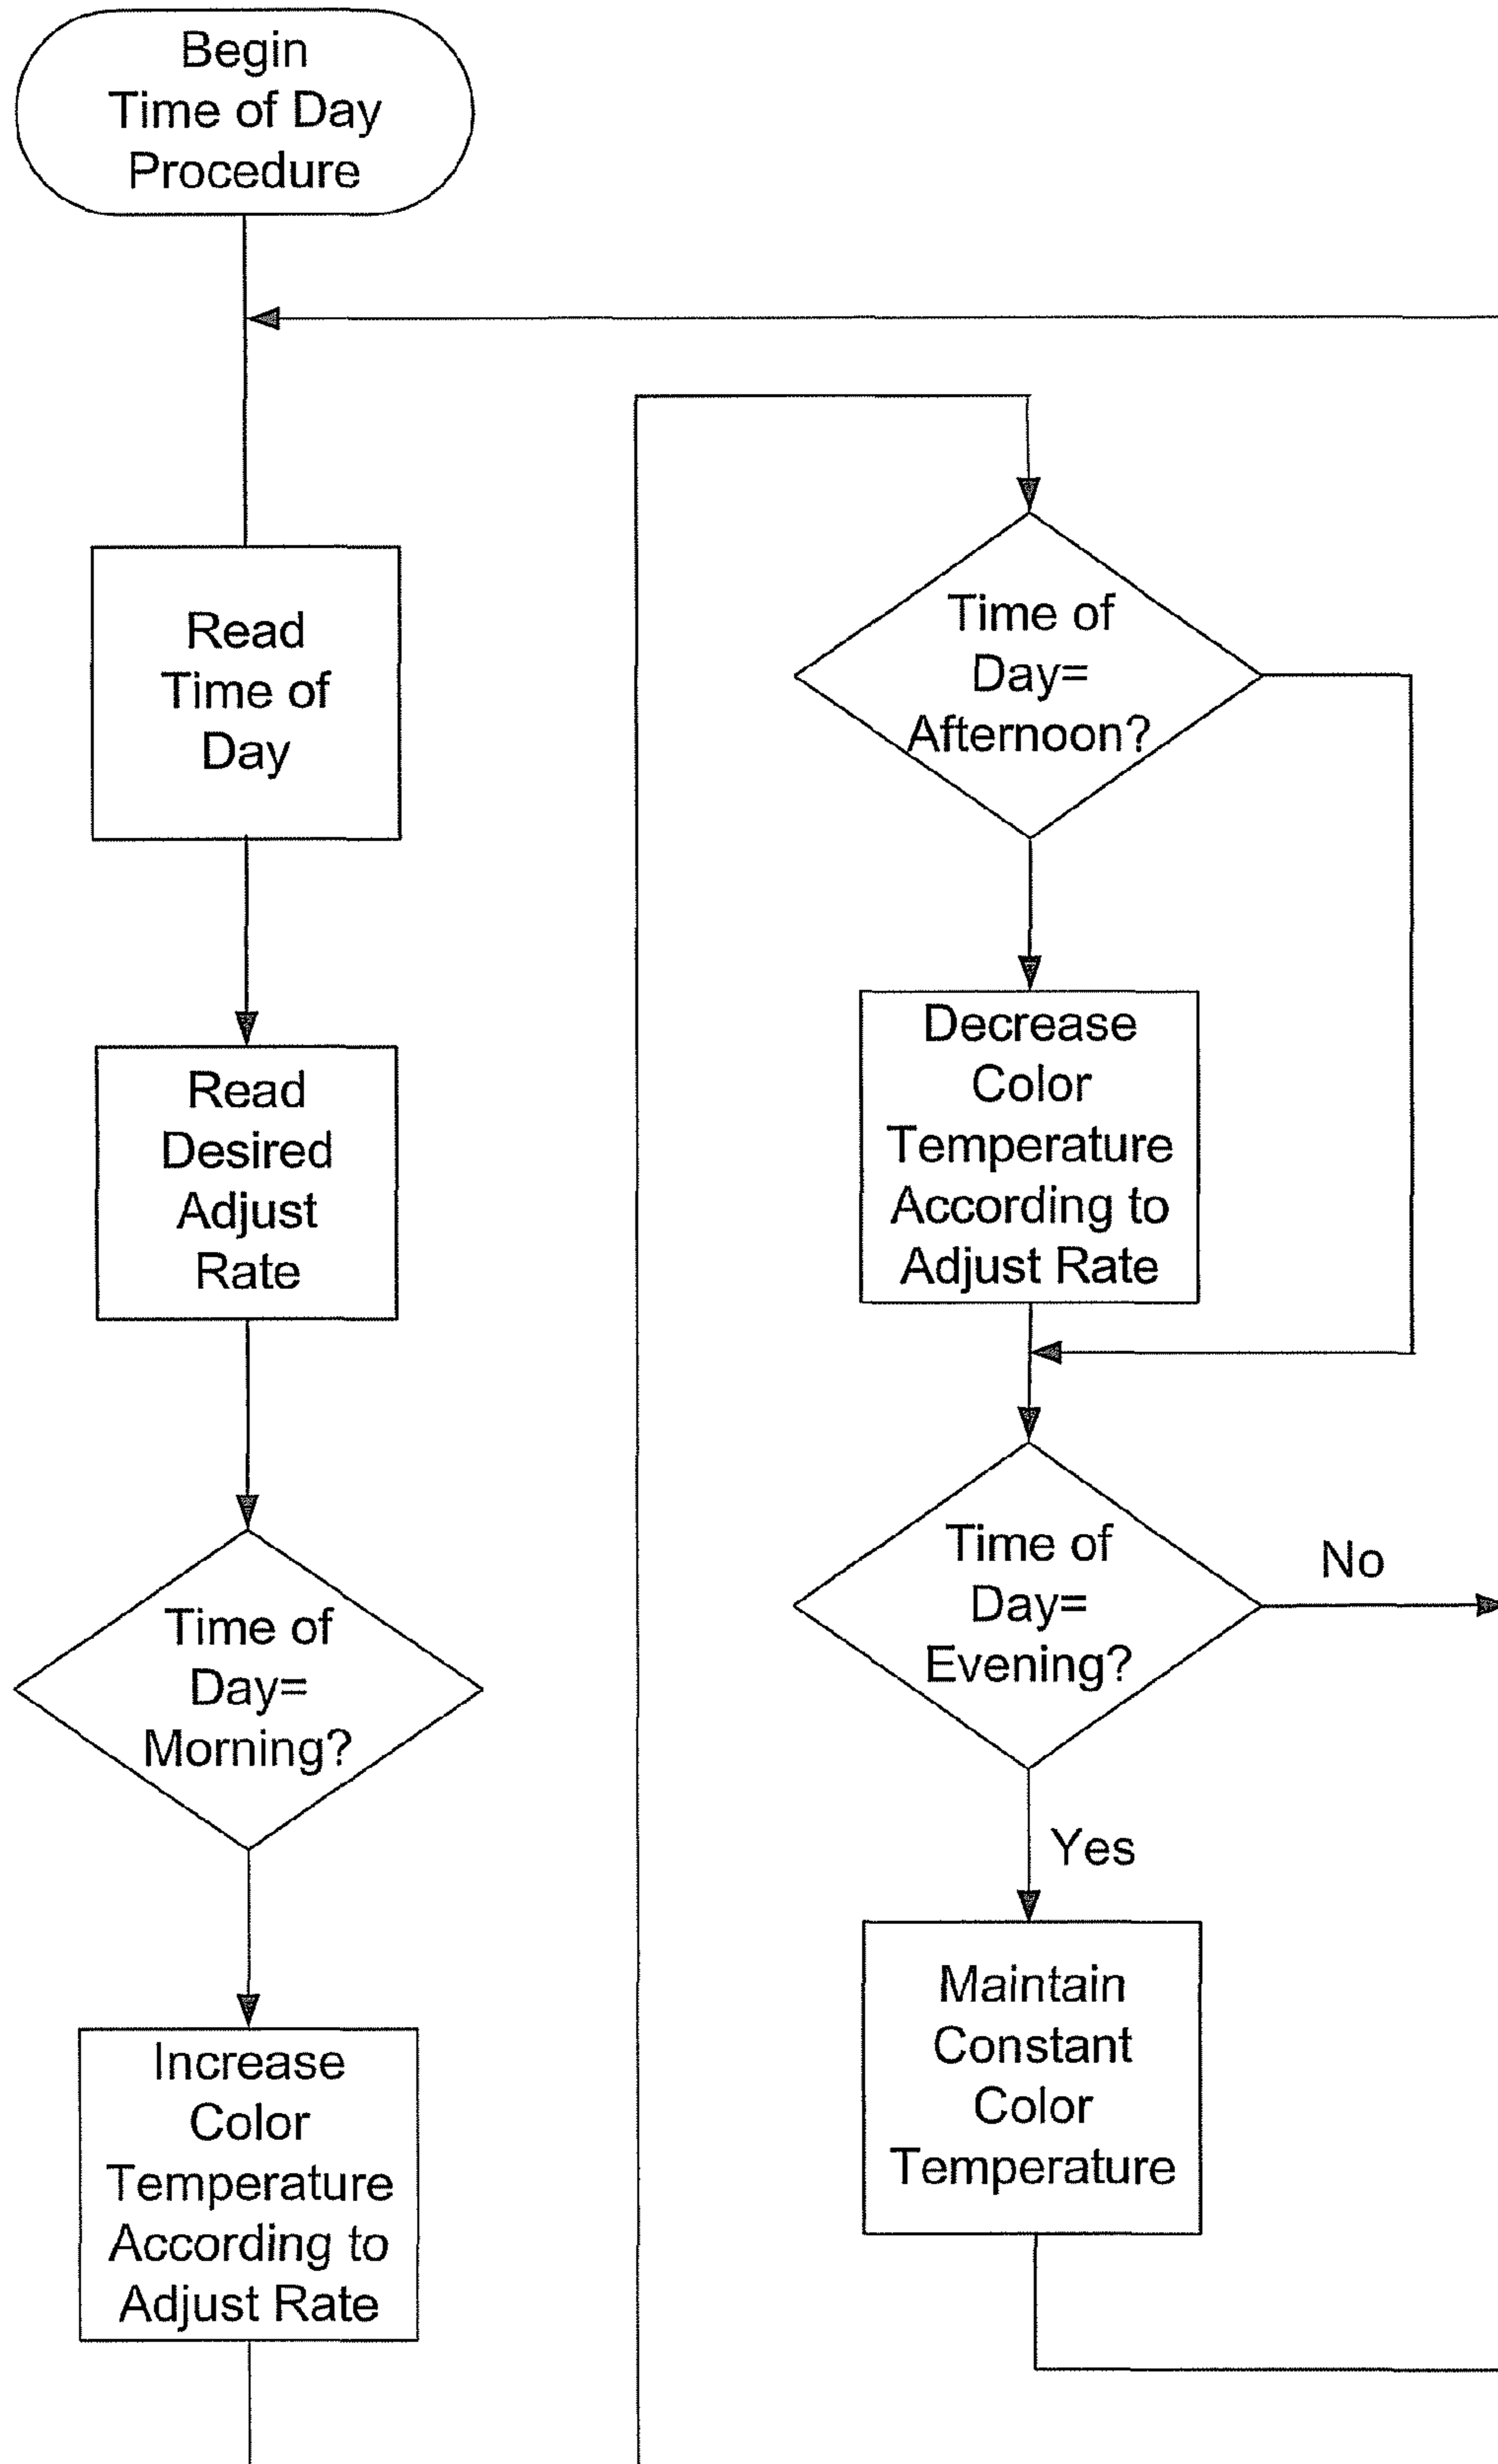 Begin
Time of Day
Procedure
Read
Time of
Day
Read
Desired
Adjust
Rate
Time of
Day=
Morning?
Increase
Color
Temperature
According to
Adjust Rate
Time of
Day=
Afternoon?
Decrease
Color
Temperature
According to
Adjust Rate
Time of
Day=
Evening?
No
Yes
Maintain
Constant
Color
Temperature